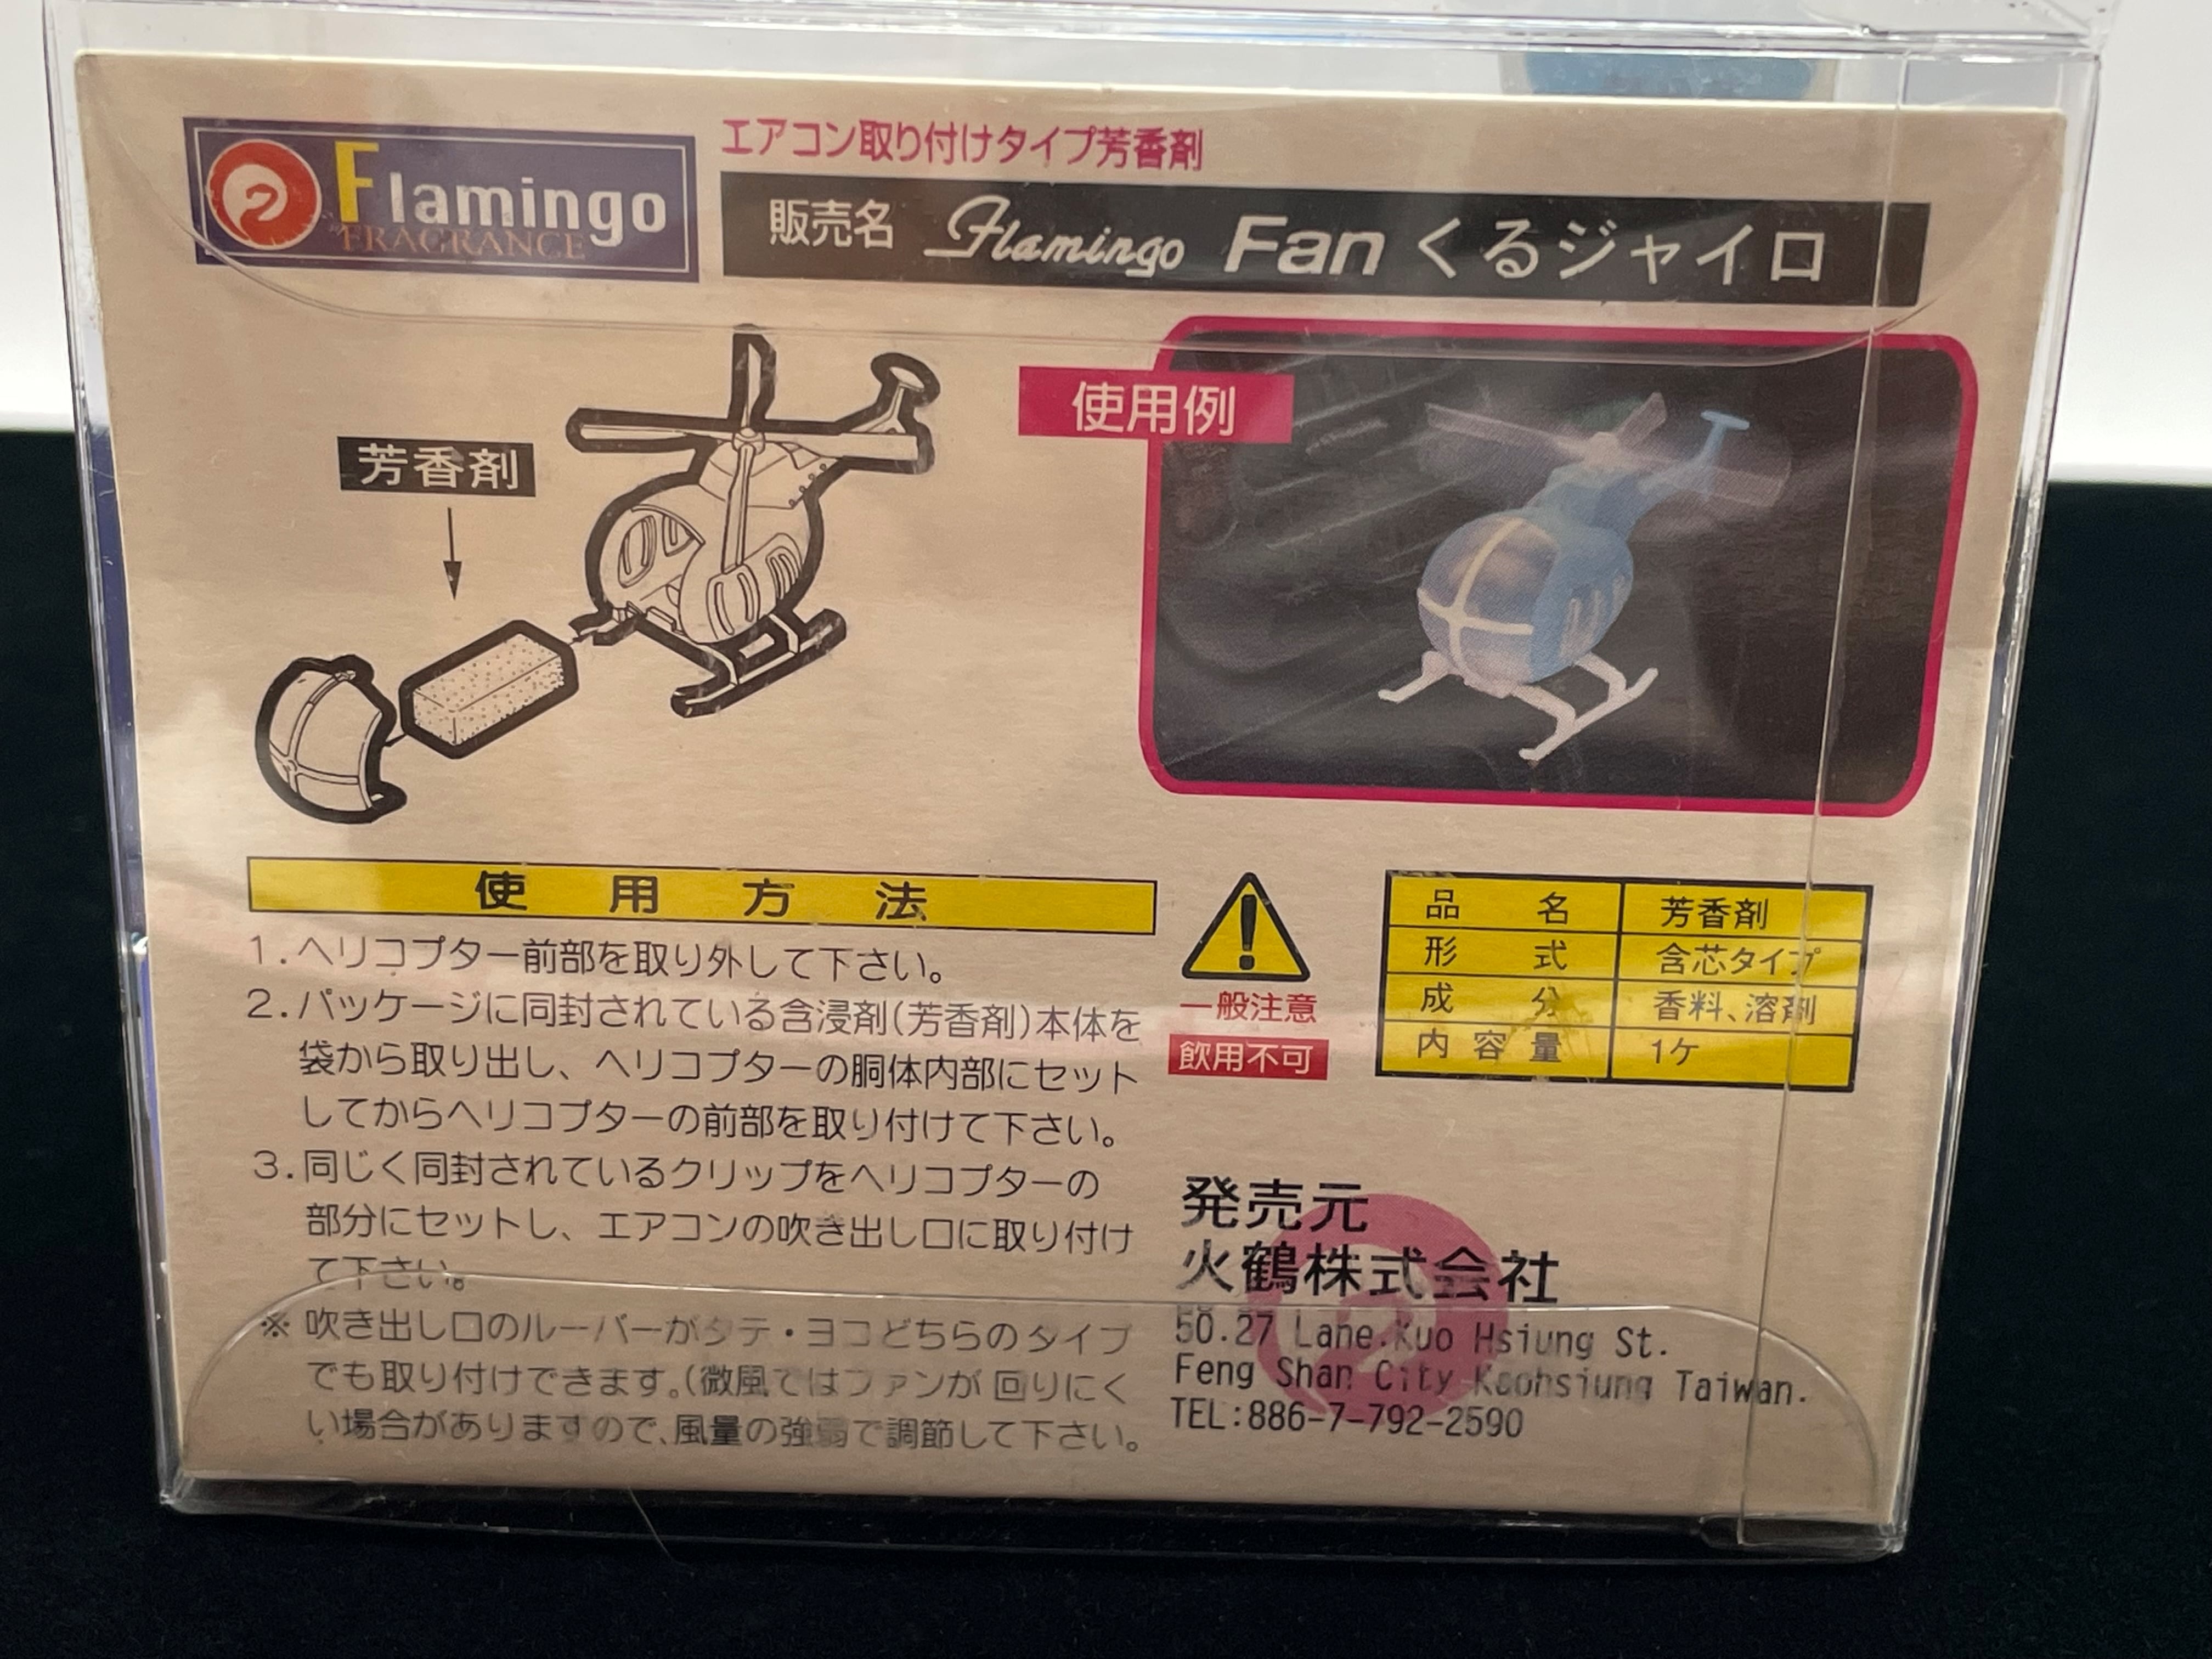 Flamingo
FRAGRANCE
エアコン取り付けタイプ芳香剤
販売名 Flamingo Fan くるジャイロ
芳香剤
使用例
使用方法
1.ヘリコプター前部を取り外して下さい。
2.パッケージに同封されている含浸剤(芳香剤)本体を
袋から取り出し、ヘリコプターの胴体内部にセット
してからヘリコプターの前部を取り付けて下さい。
3.同じく同封されているクリップをヘリコプターの
部分にセットし、エアコンの吹き出し口に取り付け
て下さい。
※吹き出し口のルーバーがタテ・ヨコどちらのタイプ
でも取り付けできます。(微風ではファンが回りにく
い場合がありますので、風量の強弱で調節して下さい。
一般注意
飲用不可
品名 芳香剤
形式 含芯タイプ
成分 香料、溶剤
内容量 1ケ
発売元
火鶴株式会社
50.27 Lane.Kuo Hsiung St.
Feng Shan City Kaohsiung Taiwan.
TEL:886-7-792-2590